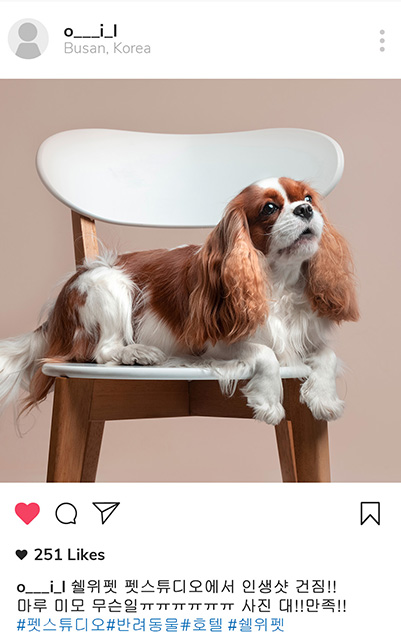 o___i_l
Busan, Korea
251 Likes
o___i_l 쉘위펫 펫스튜디오에서 인생샷 건짐!!
마루 미모 무슨일ㅠㅠㅠㅠㅠㅠ 사진 대!!만족!!
#펫스튜디오#반려동물#호텔 #쉘위펫